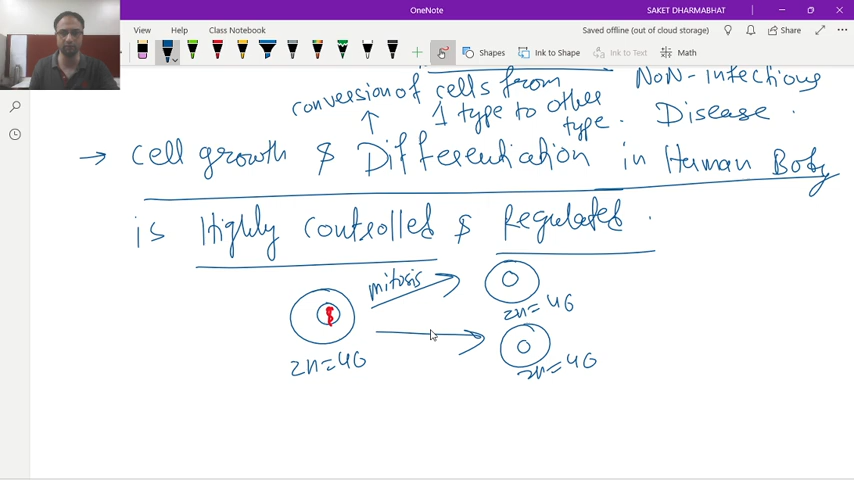 OneNote
SAKET DHARMABHAT
View Help Class Notebook
Saved offline (out of cloud storage)
Share
Shapes
Ink to Shape
Ink to Text
Math
conversion of cells from
1 type to other
type.
Non-infectious
Disease.
→ cell growth & Differentiation in Human Body
is Highly controlled & Regulated.
mitosis
2n=46
2n=46
2n=46